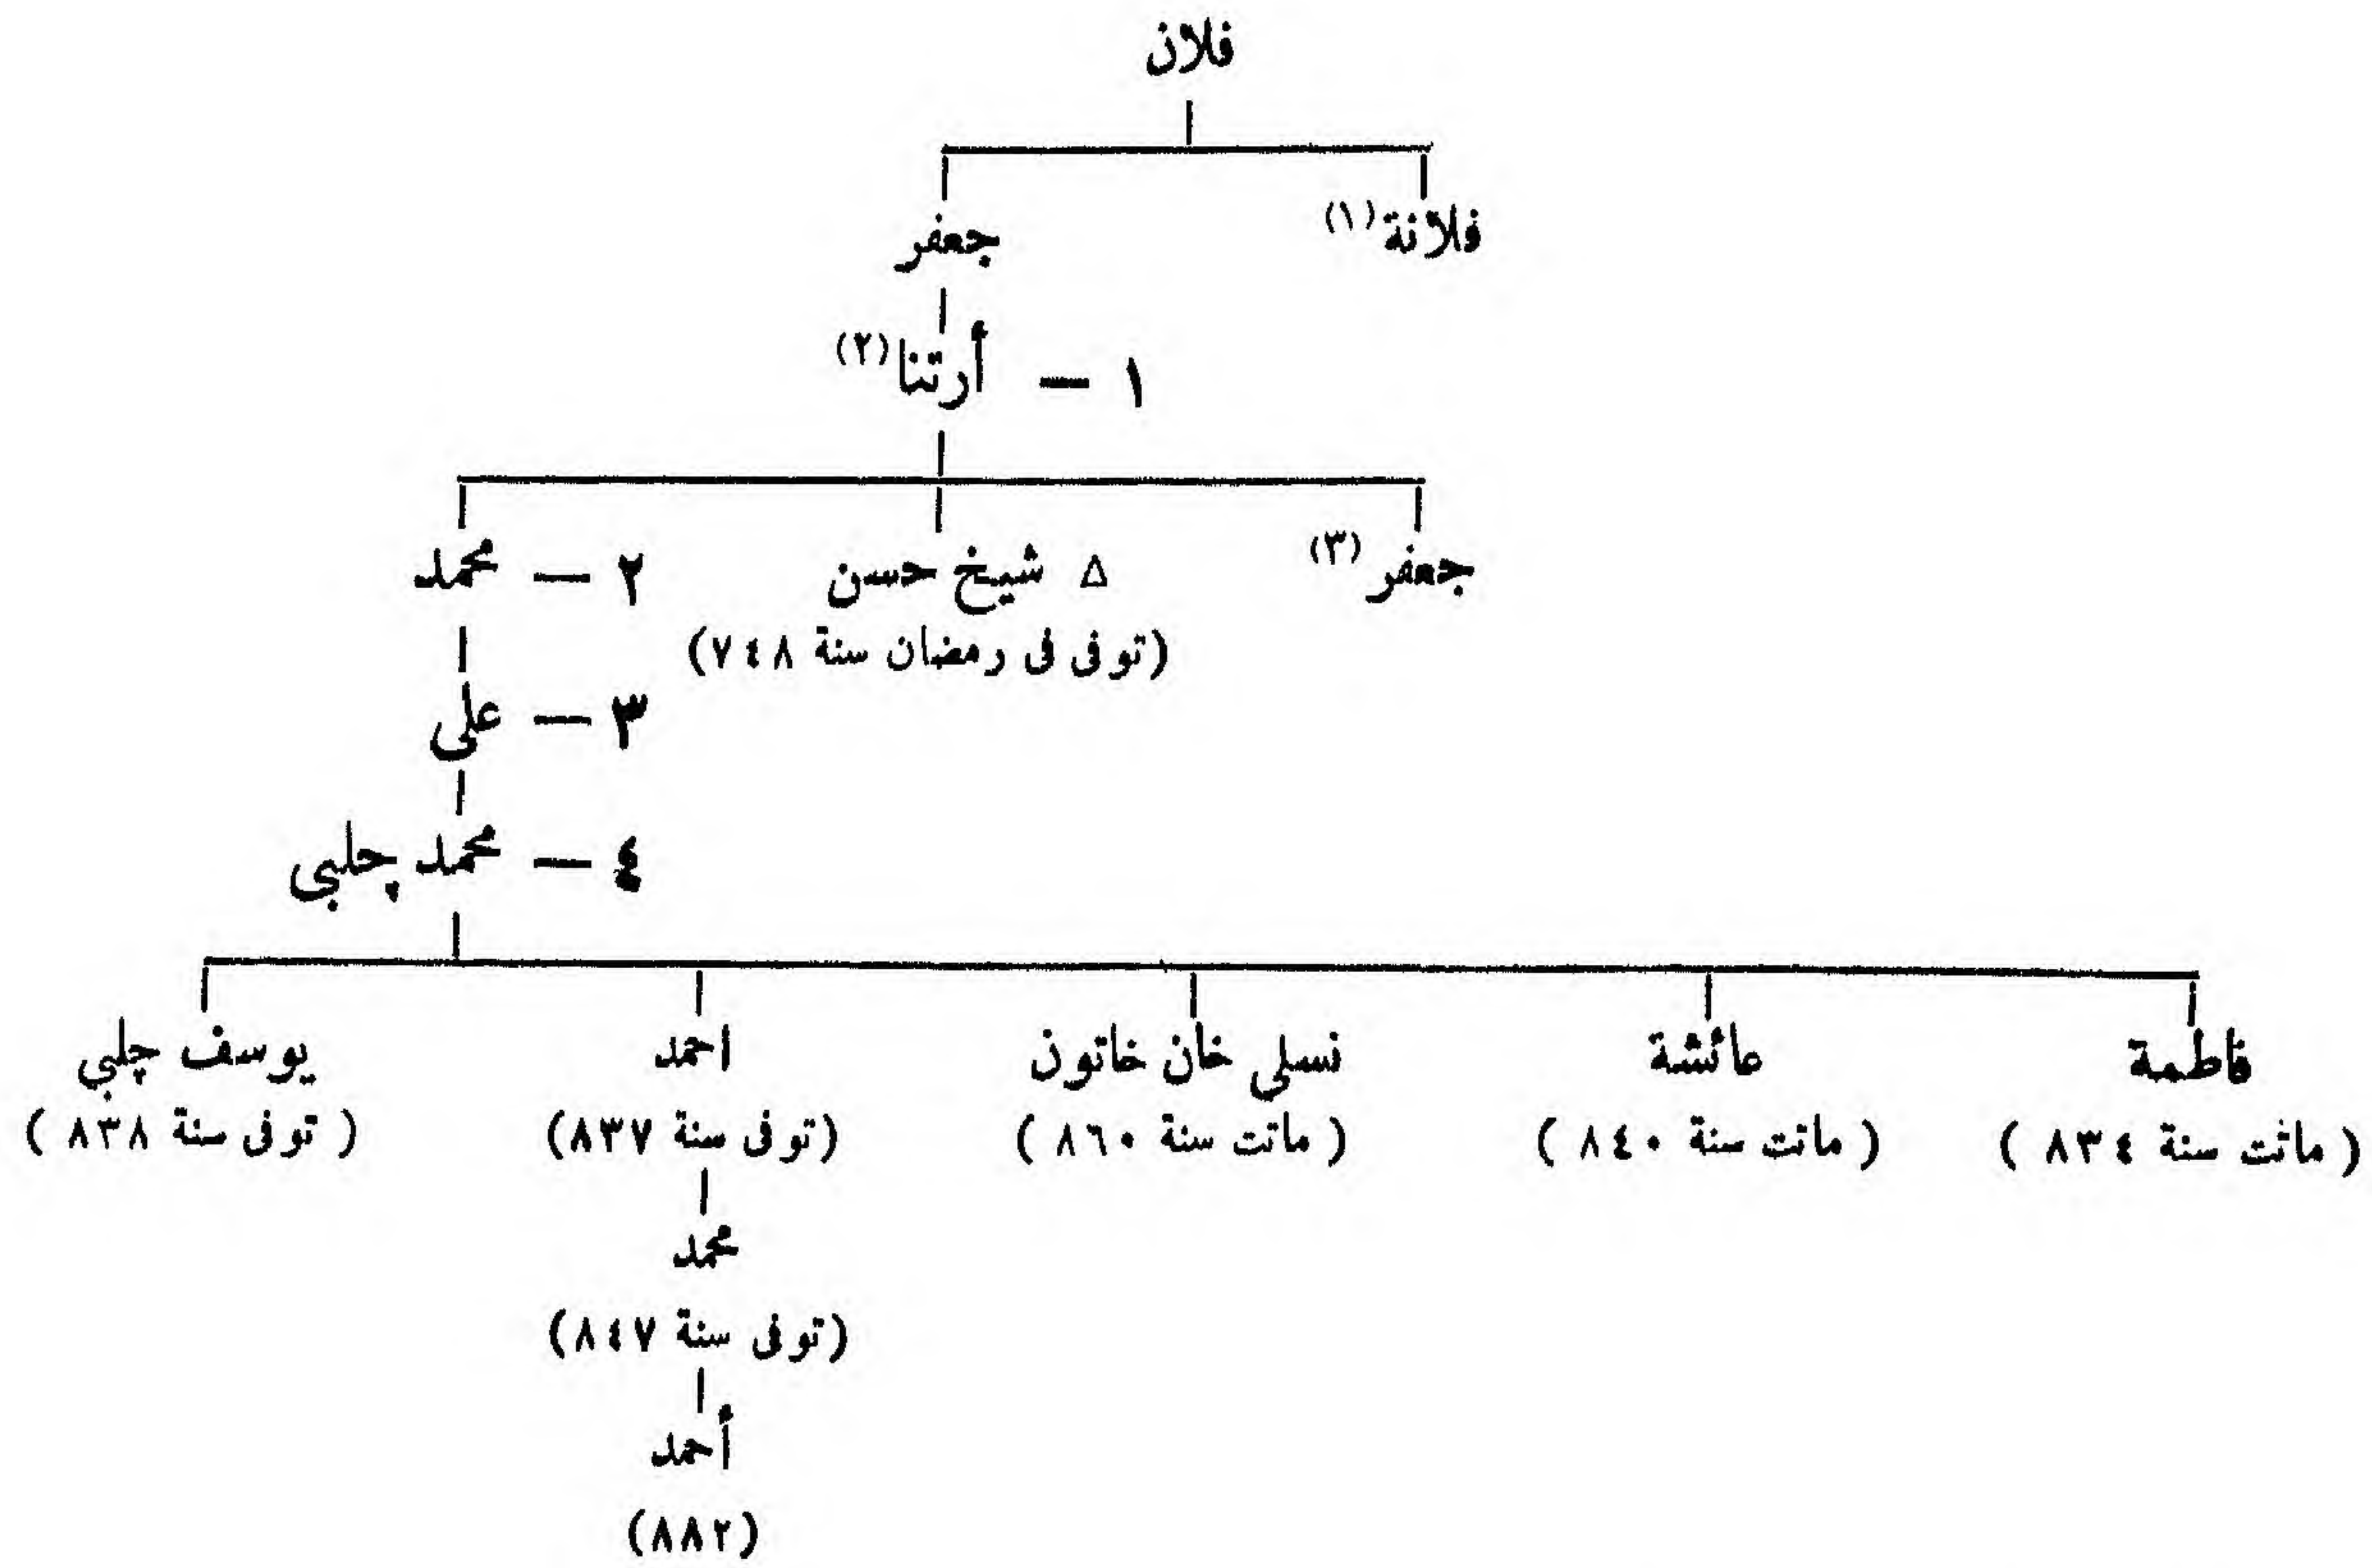 فلان
فلانة (١) جعفر
١ — أرتنا (٢)
جعفر (٣) △ شيخ حسن ٢ — محمد
(توفى فى رمضان سنة ٧٤٨)
٣ — على
٤ — محمد چلبي
فاطمة عائشة نسلي خان خاتون احمد يوسف چلبي
( ماتت سنة ٨٣٤ ) ( ماتت سنة ٨٤٠ ) ( ماتت سنة ٨٦٠ ) (توفى سنة ٨٣٧) ( توفى سنة ٨٣٨ )
محمد
(توفى سنة ٨٤٧)
أحمد
(٨٨٢)